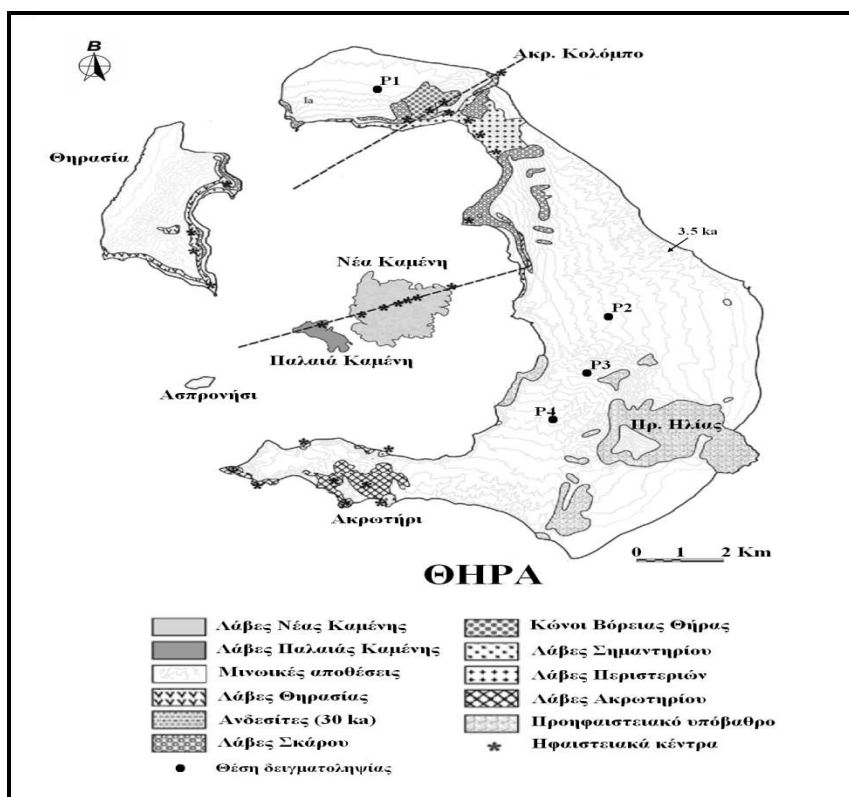 Β
Ακρ. Κολόμπο
P1
Ia
Θηρασία
3.5 ka
Νέα Καμένη
P2
Παλαιά Καμένη
P3
Ασπρονήσι
P4
Πρ. Ηλίας
Ακρωτήρι
0 1 2 Km
ΘΗΡΑ
Λάβες Νέας Καμένης
Λάβες Παλαιάς Καμένης
Μινωικές αποθέσεις
Λάβες Θηρασίας
Ανδεσίτες (30 ka)
Λάβες Σκάρου
Θέση δειγματοληψίας
Κώνοι Βόρειας Θήρας
Λάβες Σημαντηρίου
Λάβες Περιστεριών
Λάβες Ακρωτηρίου
Προηφαιστειακό υπόβαθρο
Ηφαιστειακά κέντρα